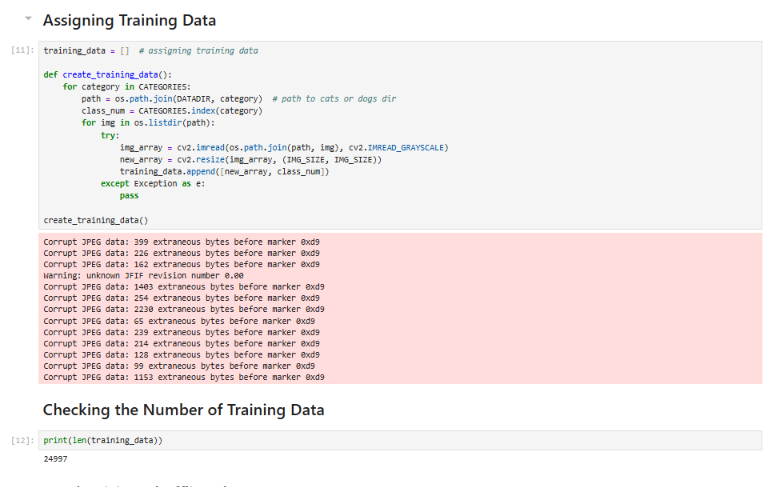 Assigning Training Data
[11]: training_data = []  # assigning training data
def create_training_data():
    for category in CATEGORIES:
        path = os.path.join(DATADIR, category)  # path to cats or dogs dir
        class_num = CATEGORIES.index(category)
        for img in os.listdir(path):
            try:
                img_array = cv2.imread(os.path.join(path, img), cv2.IMREAD_GRAYSCALE)
                new_array = cv2.resize(img_array, (IMG_SIZE, IMG_SIZE))
                training_data.append([new_array, class_num])
            except Exception as e:
                pass
create_training_data()
Corrupt JPEG data: 399 extraneous bytes before marker 0xd9
Corrupt JPEG data: 226 extraneous bytes before marker 0xd9
Corrupt JPEG data: 162 extraneous bytes before marker 0xd9
Warning: unknown JFIF revision number 0.00
Corrupt JPEG data: 1403 extraneous bytes before marker 0xd9
Corrupt JPEG data: 254 extraneous bytes before marker 0xd9
Corrupt JPEG data: 2230 extraneous bytes before marker 0xd9
Corrupt JPEG data: 65 extraneous bytes before marker 0xd9
Corrupt JPEG data: 239 extraneous bytes before marker 0xd9
Corrupt JPEG data: 214 extraneous bytes before marker 0xd9
Corrupt JPEG data: 128 extraneous bytes before marker 0xd9
Corrupt JPEG data: 99 extraneous bytes before marker 0xd9
Corrupt JPEG data: 1153 extraneous bytes before marker 0xd9
Checking the Number of Training Data
[12]: print(len(training_data))
24997